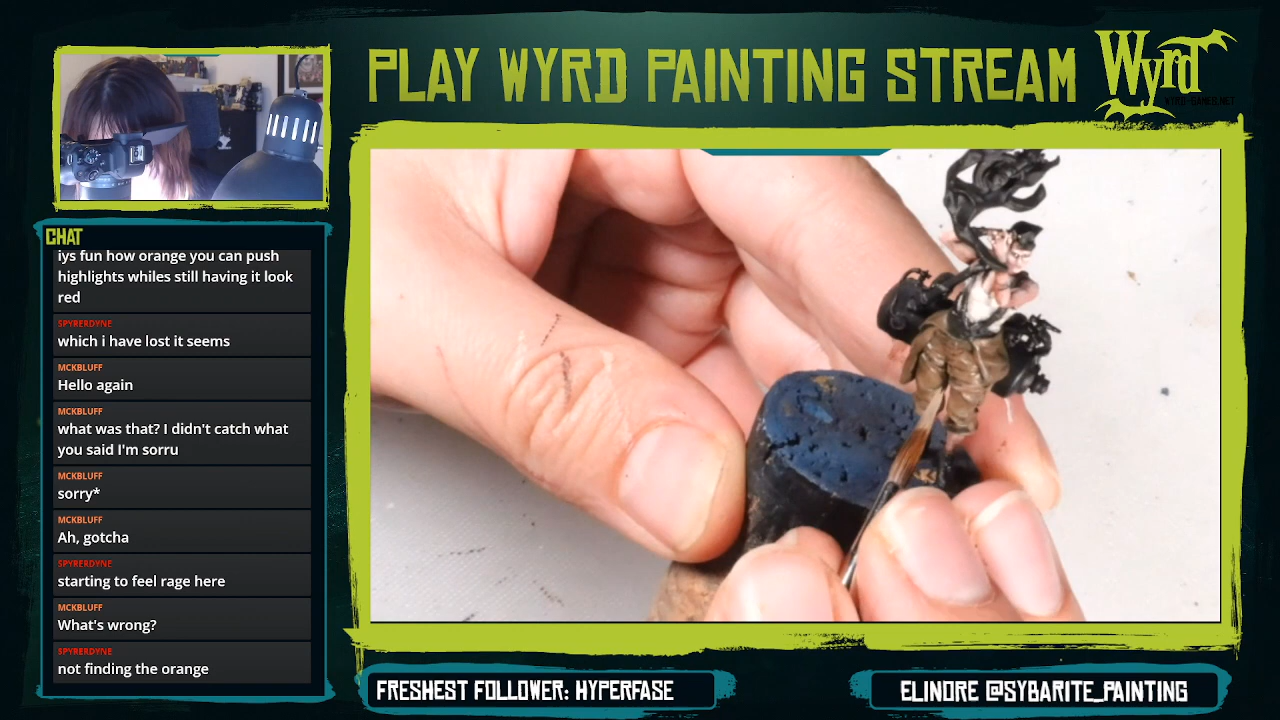 PLAY WYRD PAINTING STREAM
Wyrd
WYRD-GAMES.NET
CHAT
iys fun how orange you can push
highlights whiles still having it look
red
SPYRERDYNE
which i have lost it seems
MCKBLUFF
Hello again
MCKBLUFF
what was that? I didn't catch what
you said I'm sorru
MCKBLUFF
sorry*
MCKBLUFF
Ah, gotcha
SPYRERDYNE
starting to feel rage here
MCKBLUFF
What's wrong?
SPYRERDYNE
not finding the orange
FRESHEST FOLLOWER: HYPERFASE
ELINORE @SYBARITE_PAINTING